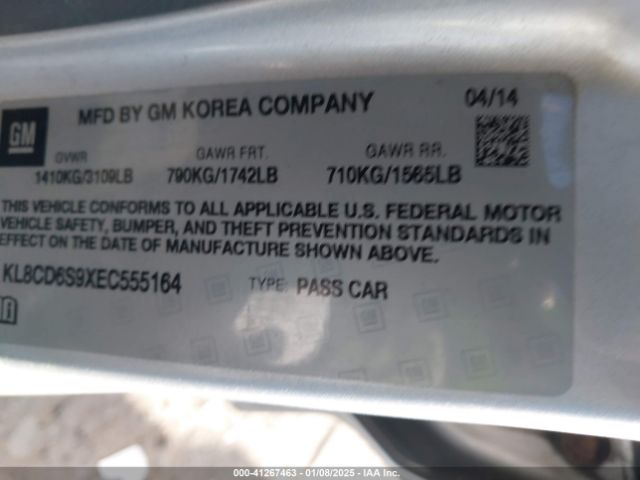 MFD BY GM KOREA COMPANY 04/14
GM
GVWR GAWR FRT. GAWR RR.
1410KG/3109LB 790KG/1742LB 710KG/1565LB
THIS VEHICLE CONFORMS TO ALL APPLICABLE U.S. FEDERAL MOTOR
VEHICLE SAFETY, BUMPER, AND THEFT PREVENTION STANDARDS IN
EFFECT ON THE DATE OF MANUFACTURE SHOWN ABOVE.
KL8CD6S9XEC555164 TYPE: PASS CAR
000-41267463 - 01/08/2025 - IAA Inc.